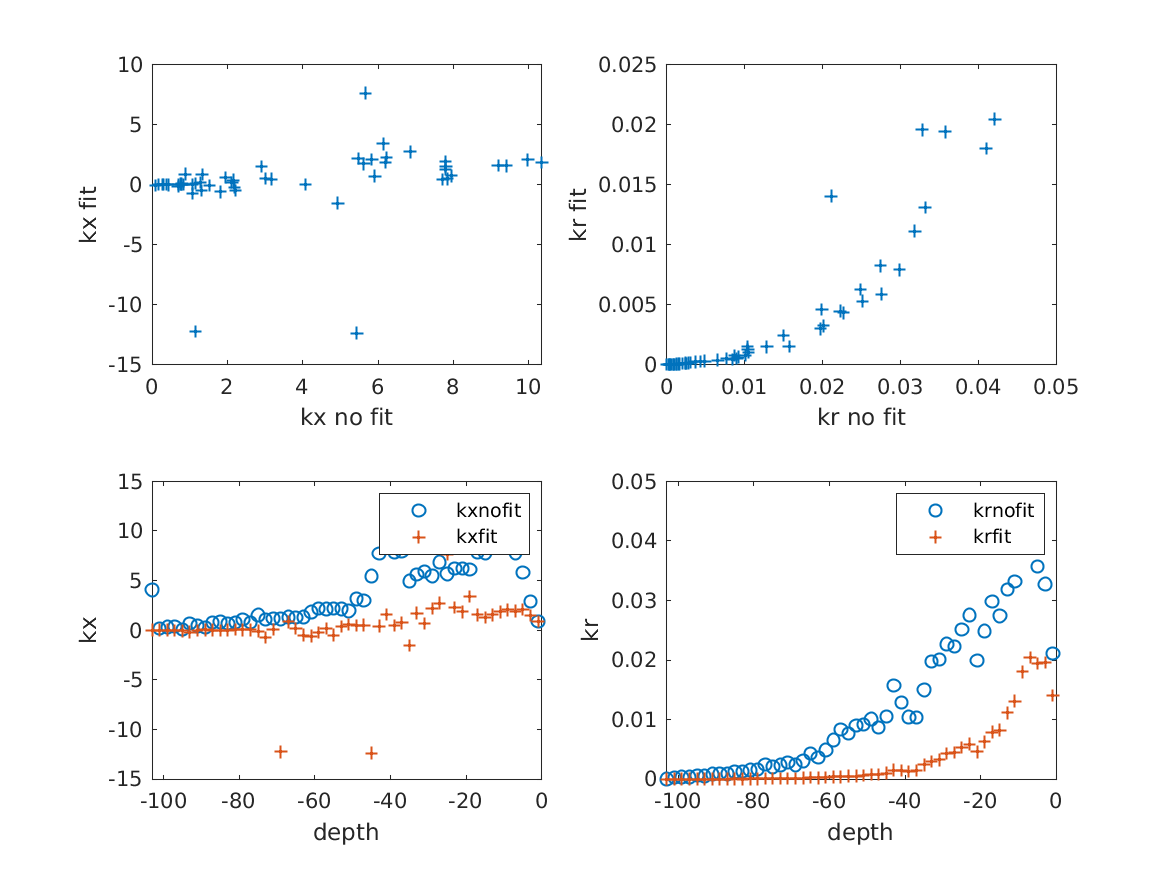 10
5
0
-5
-10
-15
kx fit
0 2 4 6 8 10
kx no fit
0.025
0.02
0.015
0.01
0.005
0
kr fit
0 0.01 0.02 0.03 0.04 0.05
kr no fit
15
10
5
0
-5
-10
-15
kx
kxnofit
kxfit
-100 -80 -60 -40 -20 0
depth
0.05
0.04
0.03
0.02
0.01
0
kr
krnofit
krfit
-100 -80 -60 -40 -20 0
depth